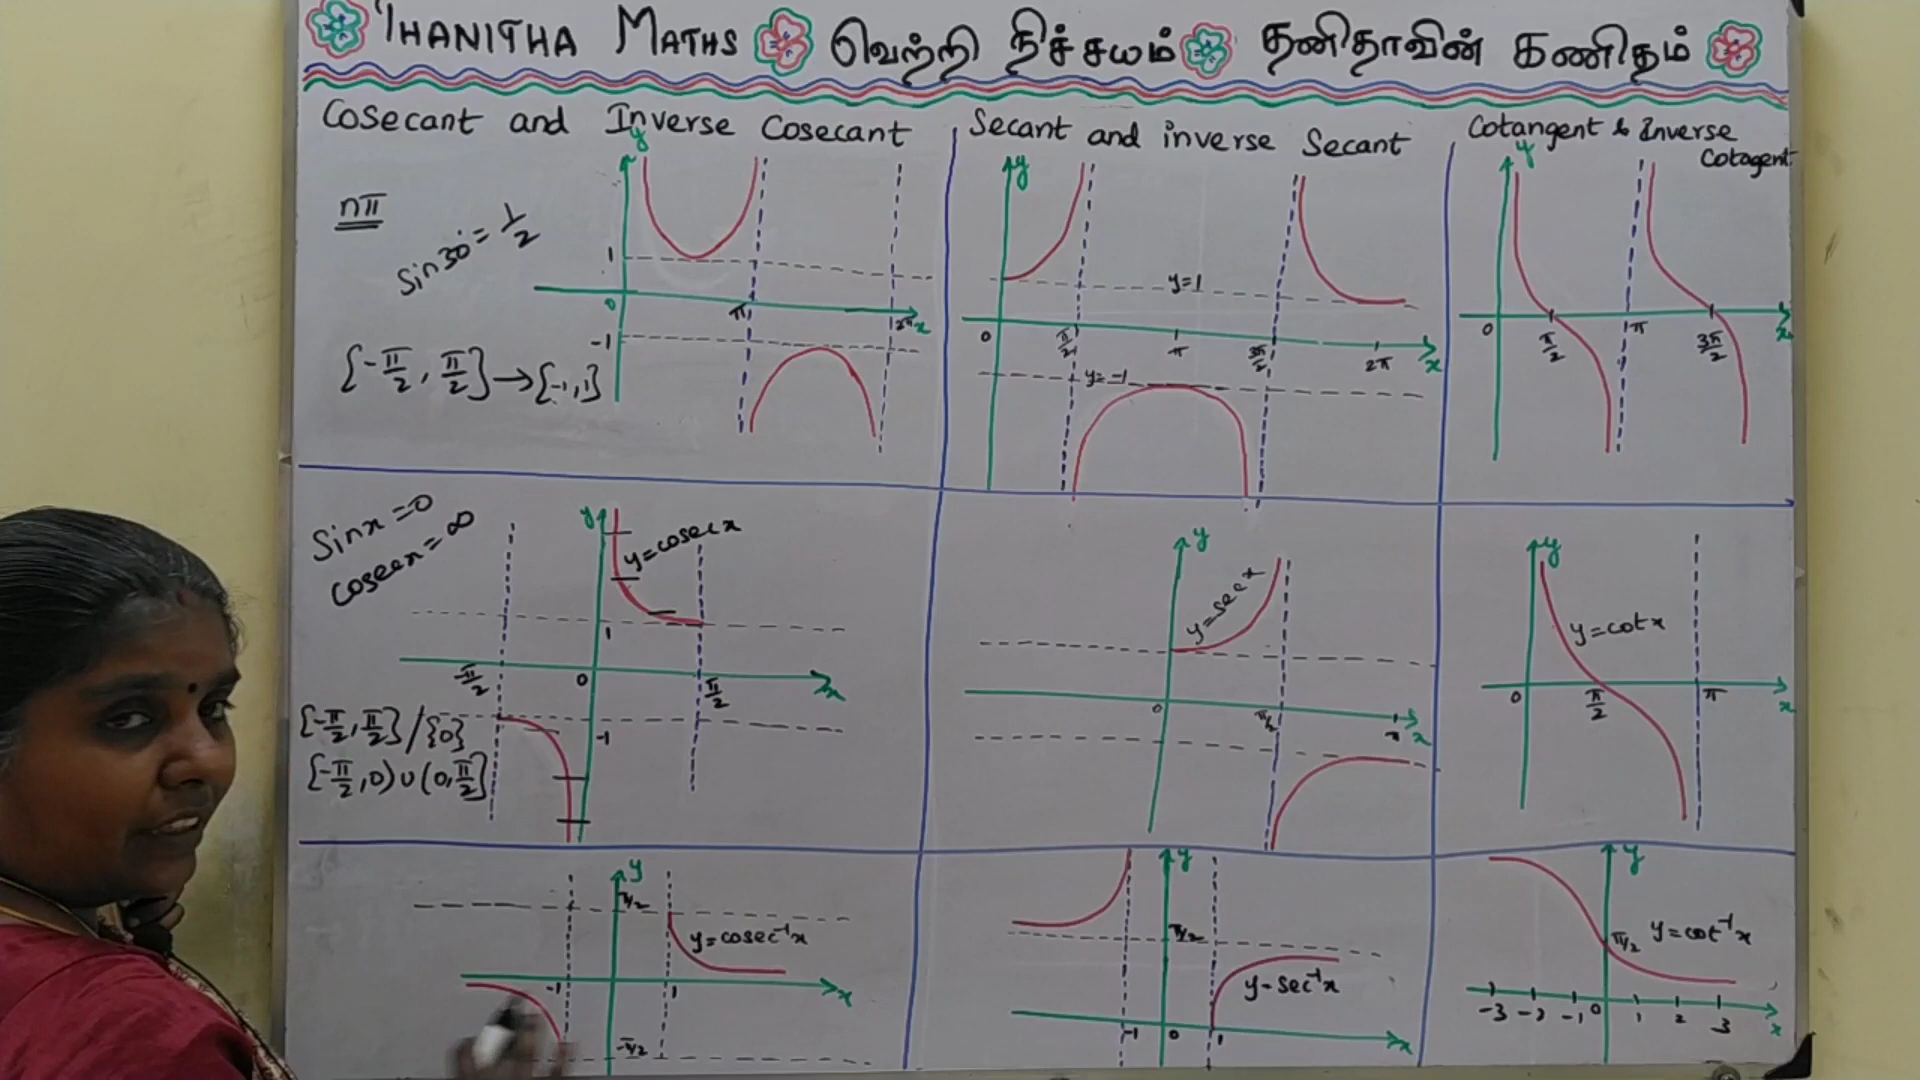 THANITHA MATHS வெற்றி நிச்சயம் தனிதாவின் கணிதம்
Cosecant and Inverse Cosecant
nπ
Sin30° = 1/2
[-π/2, π/2] → [-1, 1]
y
1
0
-1
π
2π
x
Secant and inverse Secant
y
y=1
0
π/2
π
3π/2
2π
x
y=-1
Cotangent & Inverse
Cotagent
y
0
π/2
π
3π/2
x
Sinx = 0
cosecx = ∞
y
y=cosecx
1
-π/2
0
π/2
x
-1
[-π/2, π/2] / {0}
[-π/2, 0) ∪ (0, π/2]
y
y=secx
0
π/2
π
x
y
y=cotx
0
π/2
π
x
y
π/2
y=cosec⁻¹x
-1
1
x
-π/2
y
π/2
y=sec⁻¹x
-1
0
1
x
y
π/2
y=cot⁻¹x
-3 -2 -1 0 1 2 3
x